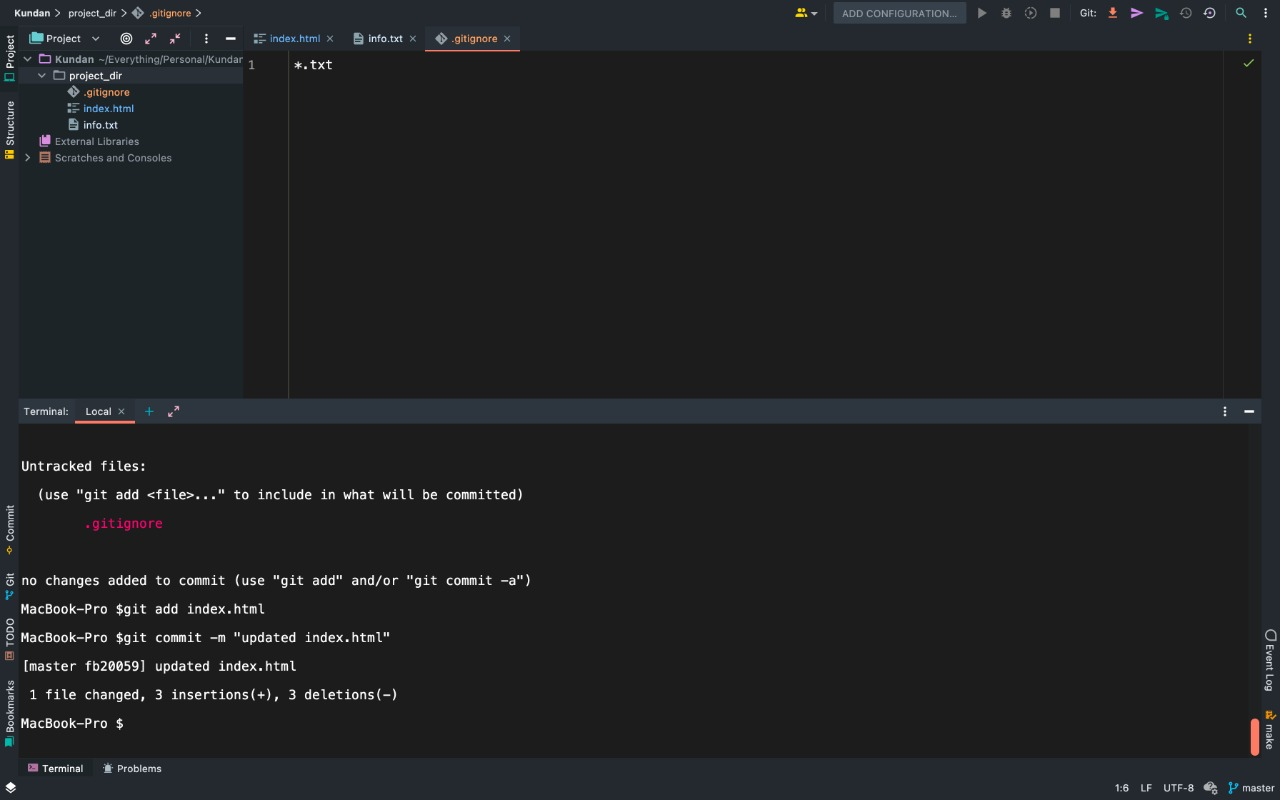 Kundan project_dir .gitignore
ADD CONFIGURATION...
Git:
Project
index.html
info.txt
.gitignore
Project
Structure
Commit
Git
TODO
Bookmarks
Kundan ~/Everything/Personal/Kundan
project_dir
.gitignore
index.html
info.txt
External Libraries
Scratches and Consoles
1 *.txt
Terminal: Local
Untracked files:
(use "git add <file>..." to include in what will be committed)
.gitignore
no changes added to commit (use "git add" and/or "git commit -a")
MacBook-Pro $git add index.html
MacBook-Pro $git commit -m "updated index.html"
[master fb20059] updated index.html
1 file changed, 3 insertions(+), 3 deletions(-)
MacBook-Pro $
Event Log
make
Terminal
Problems
1:6 LF UTF-8 master